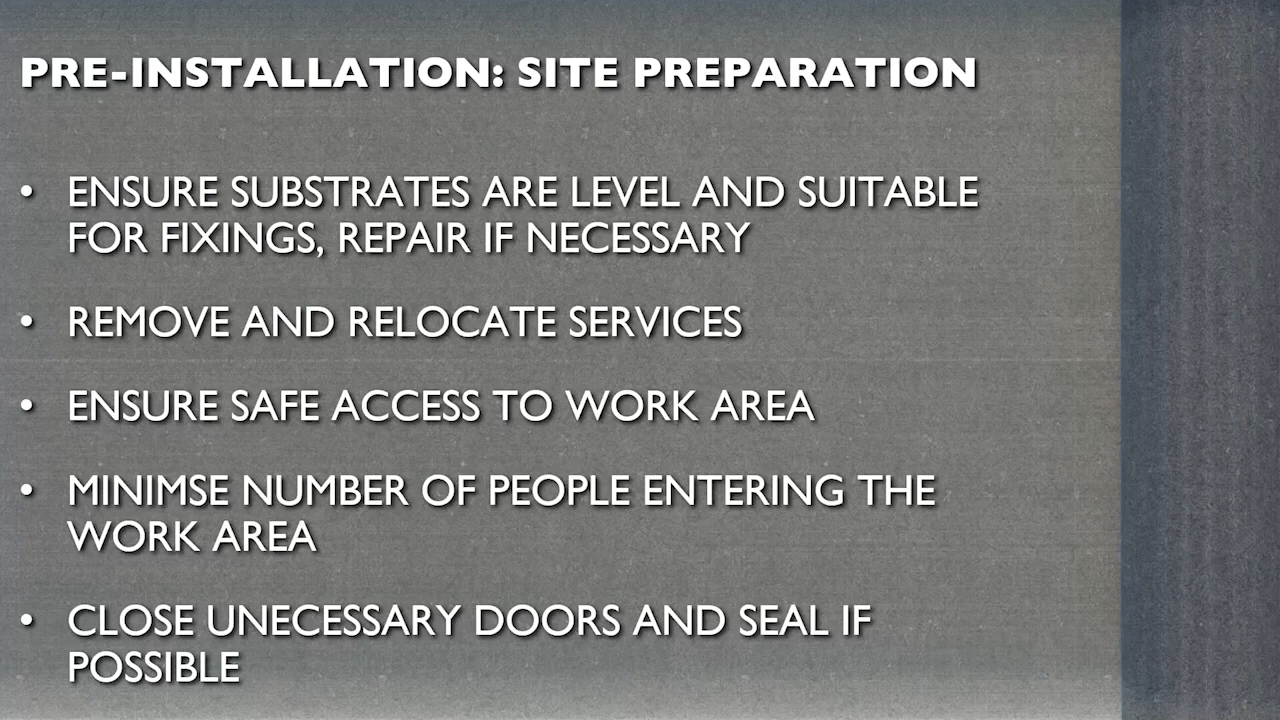 PRE-INSTALLATION: SITE PREPARATION
• ENSURE SUBSTRATES ARE LEVEL AND SUITABLE
FOR FIXINGS, REPAIR IF NECESSARY
• REMOVE AND RELOCATE SERVICES
• ENSURE SAFE ACCESS TO WORK AREA
• MINIMSE NUMBER OF PEOPLE ENTERING THE
WORK AREA
• CLOSE UNECESSARY DOORS AND SEAL IF
POSSIBLE